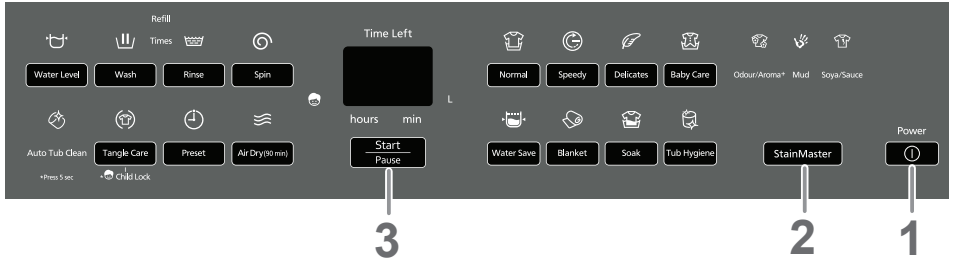 Refill
Times
Time Left
Water Level
Wash
Rinse
Spin
Normal
Speedy
Delicates
Baby Care
Odour/Aroma+
Mud
Soya/Sauce
L
hours min
Power
Auto Tub Clean
Tangle Care
Preset
Air Dry(90 min)
Start
Pause
Water Save
Blanket
Soak
Tub Hygiene
StainMaster
*Press 5 sec
* Child Lock
3
2
1